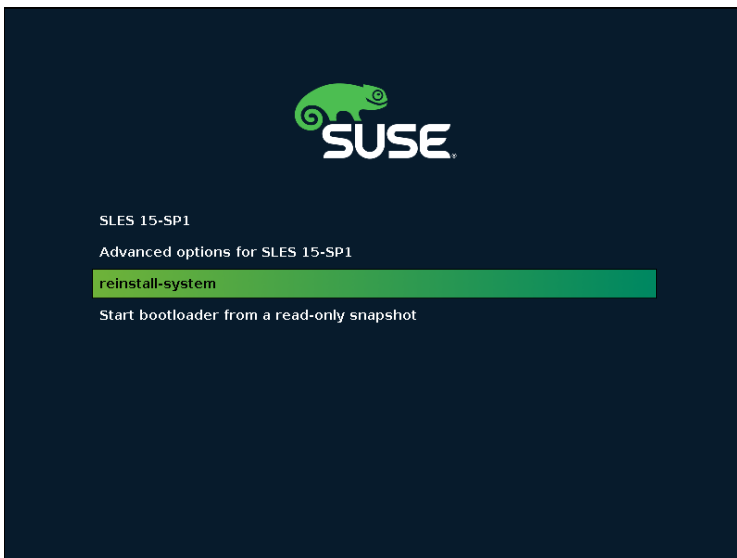 SUSE
SLES 15-SP1
Advanced options for SLES 15-SP1
reinstall-system
Start bootloader from a read-only snapshot